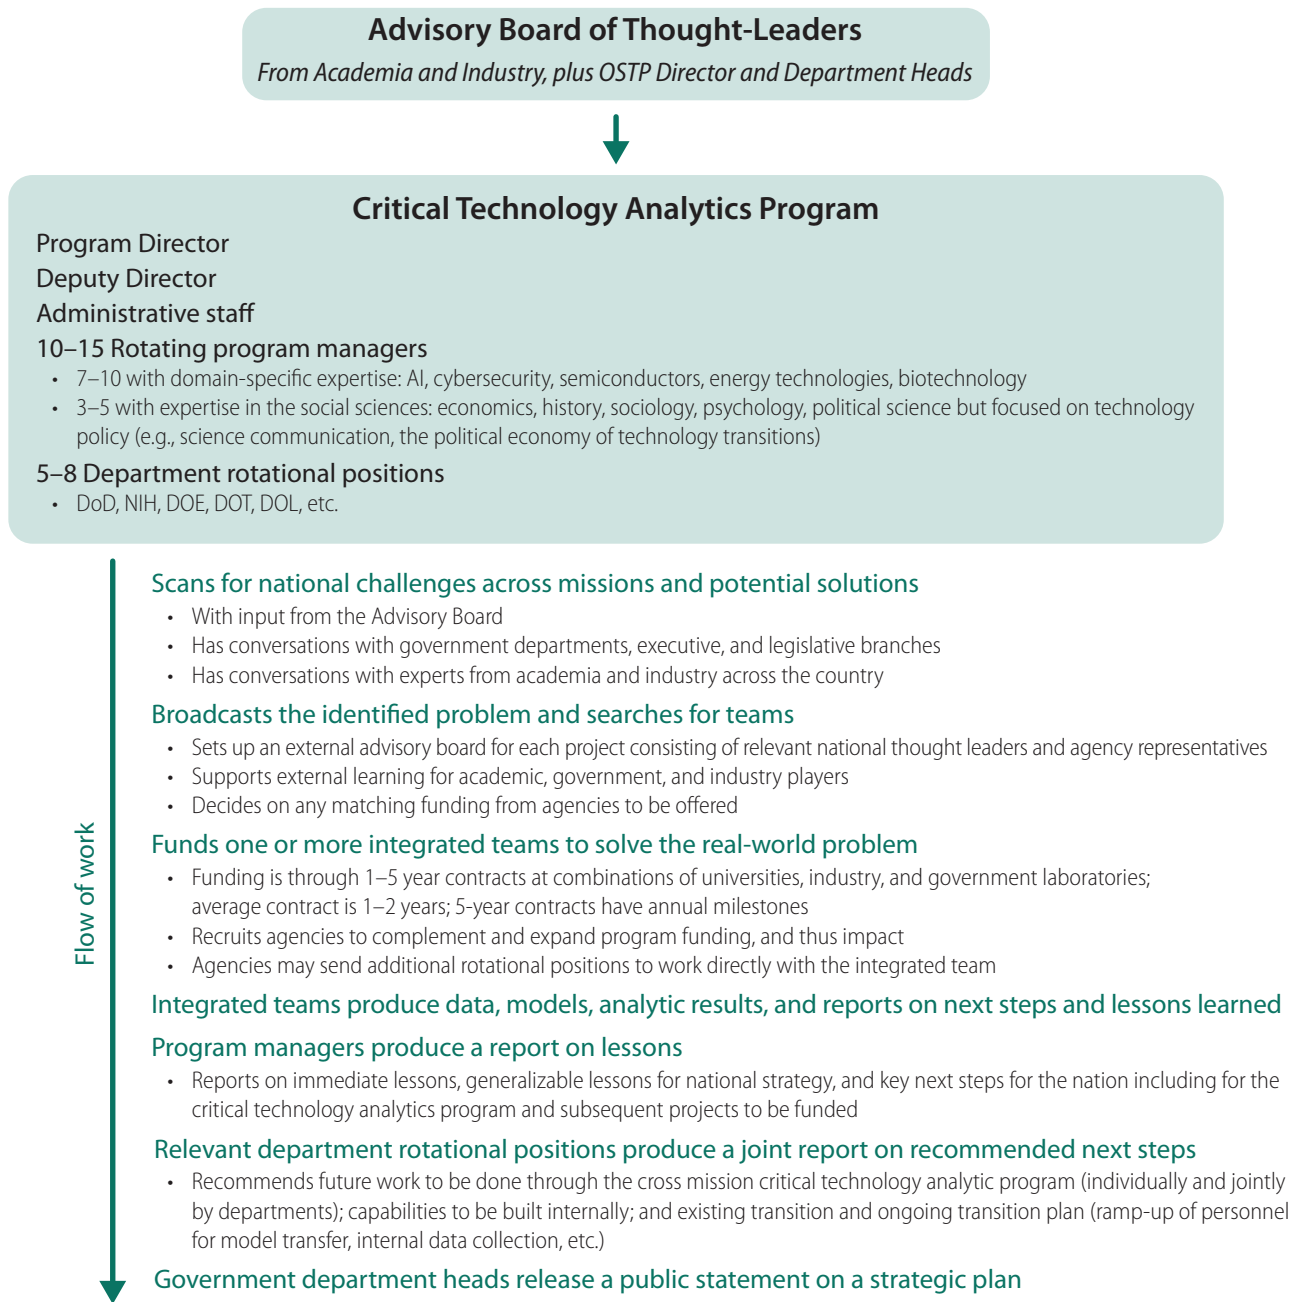 Advisory Board of Thought-Leaders
From Academia and Industry, plus OSTP Director and Department Heads
Critical Technology Analytics Program
Program Director
Deputy Director
Administrative staff
10–15 Rotating program managers
• 7–10 with domain-specific expertise: AI, cybersecurity, semiconductors, energy technologies, biotechnology
• 3–5 with expertise in the social sciences: economics, history, sociology, psychology, political science but focused on technology
policy (e.g., science communication, the political economy of technology transitions)
5–8 Department rotational positions
• DoD, NIH, DOE, DOT, DOL, etc.
Flow of work
Scans for national challenges across missions and potential solutions
• With input from the Advisory Board
• Has conversations with government departments, executive, and legislative branches
• Has conversations with experts from academia and industry across the country
Broadcasts the identified problem and searches for teams
• Sets up an external advisory board for each project consisting of relevant national thought leaders and agency representatives
• Supports external learning for academic, government, and industry players
• Decides on any matching funding from agencies to be offered
Funds one or more integrated teams to solve the real-world problem
• Funding is through 1–5 year contracts at combinations of universities, industry, and government laboratories;
average contract is 1–2 years; 5-year contracts have annual milestones
• Recruits agencies to complement and expand program funding, and thus impact
• Agencies may send additional rotational positions to work directly with the integrated team
Integrated teams produce data, models, analytic results, and reports on next steps and lessons learned
Program managers produce a report on lessons
• Reports on immediate lessons, generalizable lessons for national strategy, and key next steps for the nation including for the
critical technology analytics program and subsequent projects to be funded
Relevant department rotational positions produce a joint report on recommended next steps
• Recommends future work to be done through the cross mission critical technology analytic program (individually and jointly
by departments); capabilities to be built internally; and existing transition and ongoing transition plan (ramp-up of personnel
for model transfer, internal data collection, etc.)
Government department heads release a public statement on a strategic plan